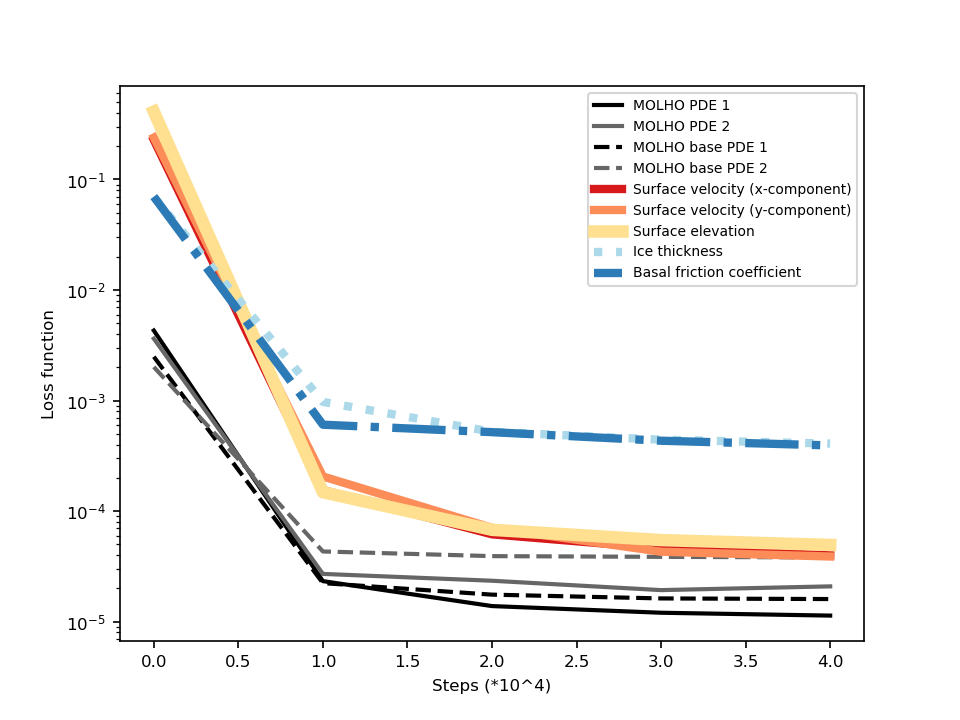 MOLHO PDE 1
MOLHO PDE 2
MOLHO base PDE 1
MOLHO base PDE 2
Surface velocity (x-component)
Surface velocity (y-component)
Surface elevation
Ice thickness
Basal friction coefficient
Loss function
10⁻¹
10⁻²
10⁻³
10⁻⁴
10⁻⁵
0.0 0.5 1.0 1.5 2.0 2.5 3.0 3.5 4.0
Steps (*10^4)